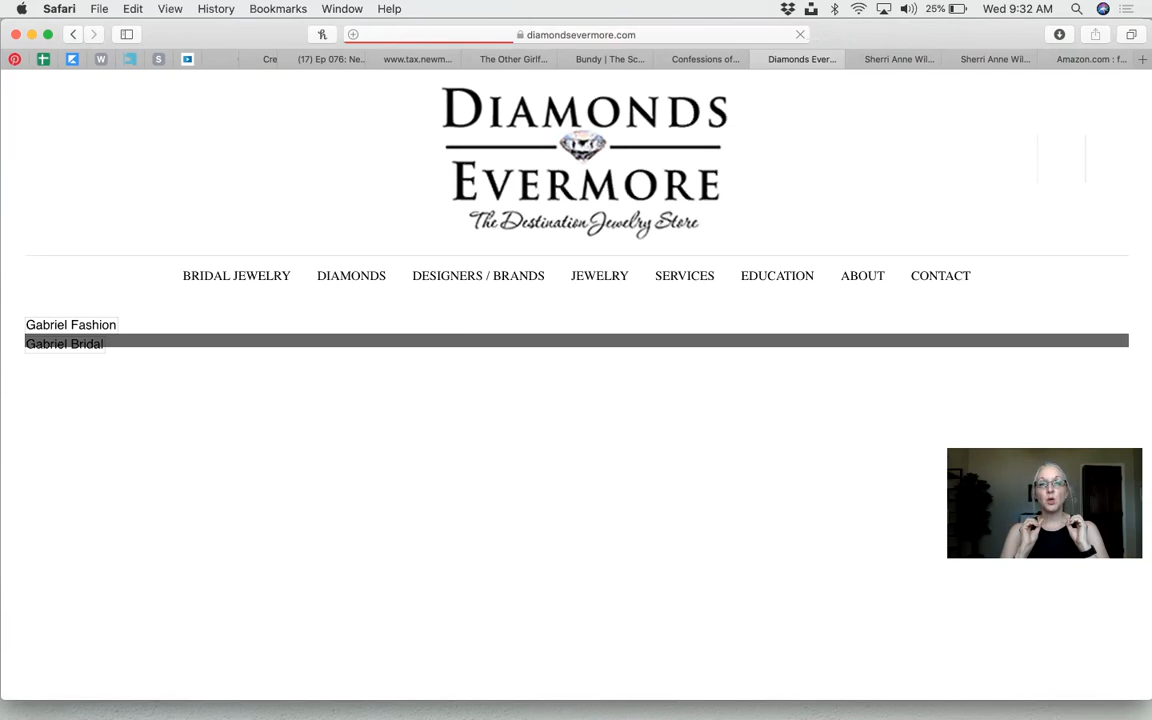 Safari File Edit View History Bookmarks Window Help 25% Wed 9:32 AM
diamondsevermore.com
W S Cre (17) Ep 076: Ne.. www.tax.newm... The Other Girlf... Bundy | The Sc... Confessions of... Diamonds Ever... Sherri Anne Wil... Sherri Anne Wil... Amazon.com : f...
DIAMONDS
EVERMORE
The Destination Jewelry Store
BRIDAL JEWELRY DIAMONDS DESIGNERS / BRANDS JEWELRY SERVICES EDUCATION ABOUT CONTACT
Gabriel Fashion
Gabriel Bridal